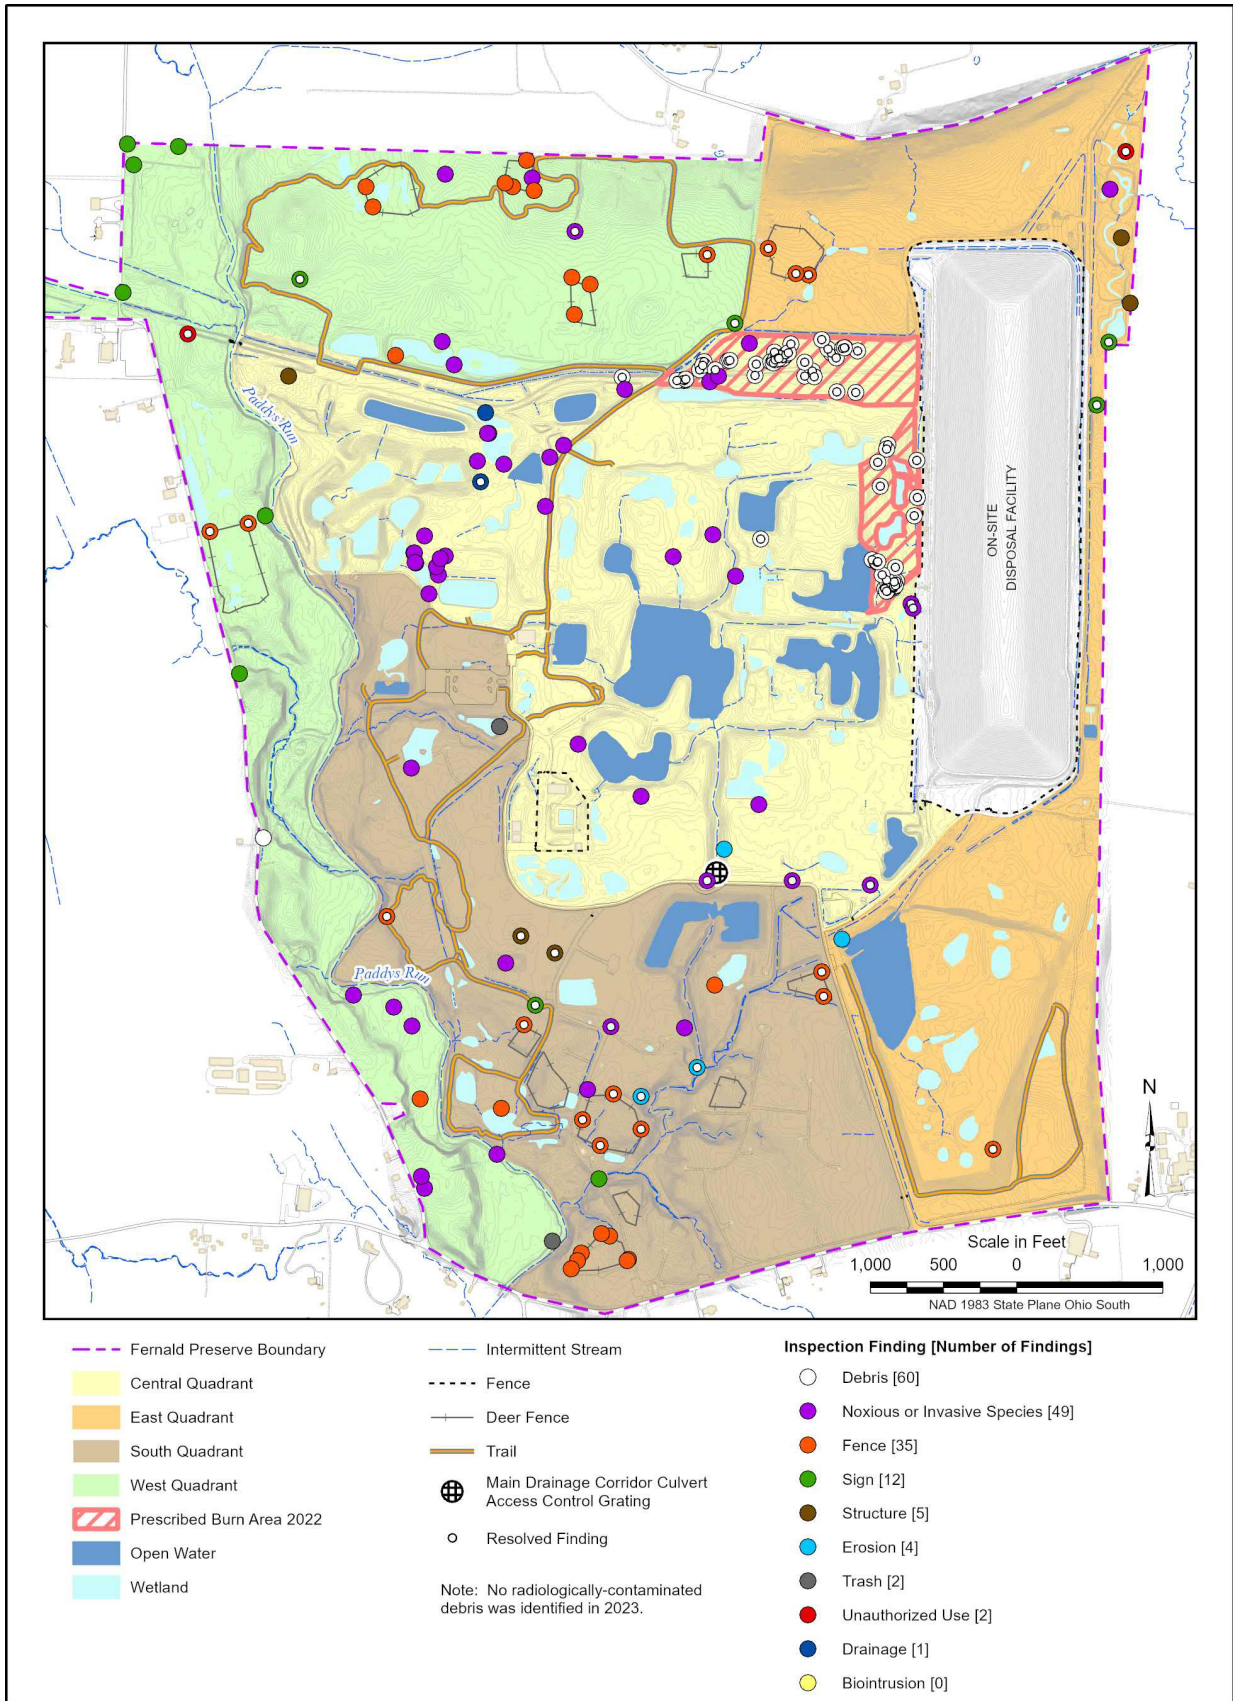 Paddys Run
ON-SITE
DISPOSAL FACILITY
Paddys Run
N
Scale in Feet
1,000 500 0 1,000
NAD 1983 State Plane Ohio South
Fernald Preserve Boundary
Central Quadrant
East Quadrant
South Quadrant
West Quadrant
Prescribed Burn Area 2022
Open Water
Wetland
Intermittent Stream
Fence
Deer Fence
Trail
Main Drainage Corridor Culvert
Access Control Grating
Resolved Finding
Note: No radiologically-contaminated
debris was identified in 2023.
Inspection Finding [Number of Findings]
Debris [60]
Noxious or Invasive Species [49]
Fence [35]
Sign [12]
Structure [5]
Erosion [4]
Trash [2]
Unauthorized Use [2]
Drainage [1]
Biointrusion [0]